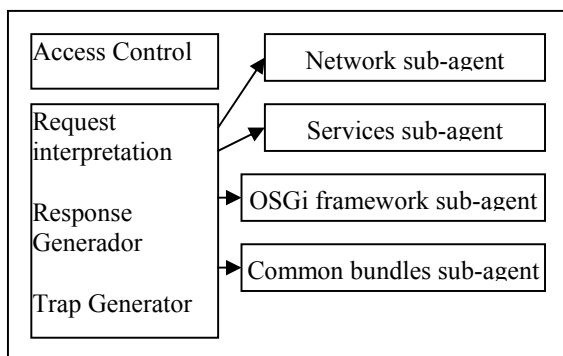 Access Control
Request
interpretation
Response
Generador
Trap Generator
Network sub-agent
Services sub-agent
OSGi framework sub-agent
Common bundles sub-agent